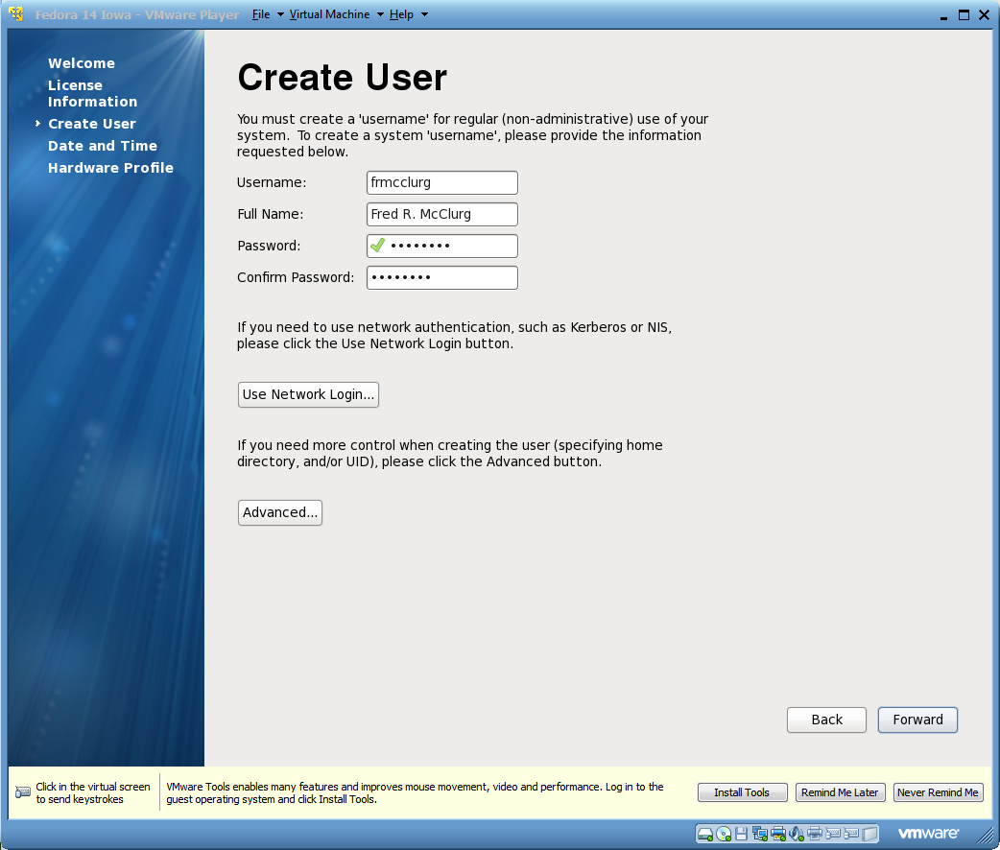 Fedora 14 Iowa - VMware Player File Virtual Machine Help
Welcome
License
Information
Create User
Date and Time
Hardware Profile
Create User
You must create a 'username' for regular (non-administrative) use of your
system.  To create a system 'username', please provide the information
requested below.
Username: frmcclurg
Full Name: Fred R. McClurg
Password: ••••••••
Confirm Password: ••••••••
If you need to use network authentication, such as Kerberos or NIS,
please click the Use Network Login button.
Use Network Login...
If you need more control when creating the user (specifying home
directory, and/or UID), please click the Advanced button.
Advanced...
Back Forward
Click in the virtual screen
to send keystrokes
VMware Tools enables many features and improves mouse movement, video and performance. Log in to the
guest operating system and click Install Tools.
Install Tools Remind Me Later Never Remind Me
vmware